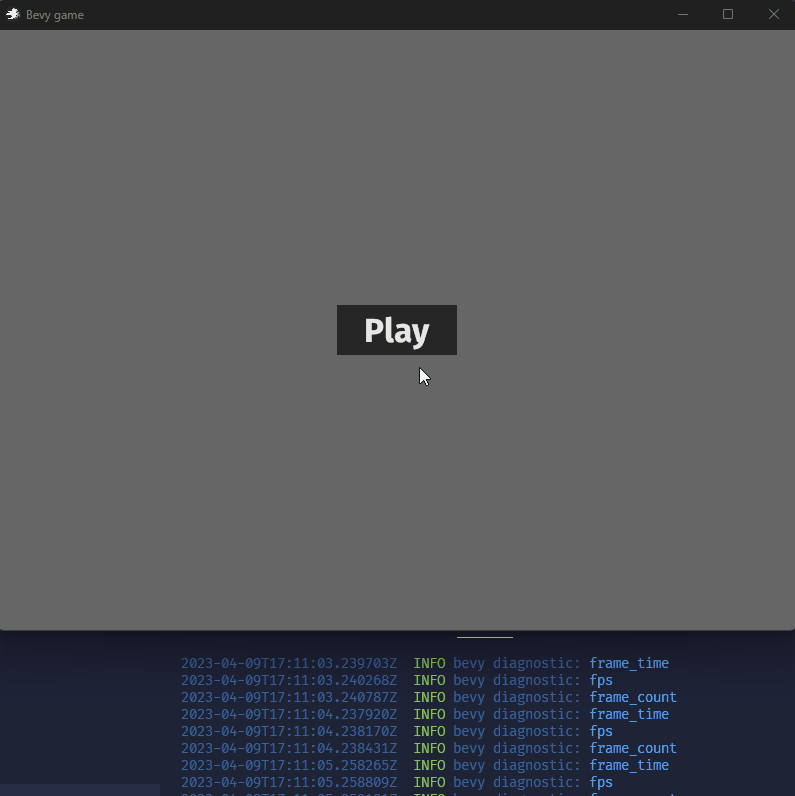 Bevy game
Play
2023-04-09T17:11:03.239703Z INFO bevy diagnostic: frame_time
2023-04-09T17:11:03.240268Z INFO bevy diagnostic: fps
2023-04-09T17:11:03.240787Z INFO bevy diagnostic: frame_count
2023-04-09T17:11:04.237920Z INFO bevy diagnostic: frame_time
2023-04-09T17:11:04.238170Z INFO bevy diagnostic: fps
2023-04-09T17:11:04.238431Z INFO bevy diagnostic: frame_count
2023-04-09T17:11:05.258265Z INFO bevy diagnostic: frame_time
2023-04-09T17:11:05.258809Z INFO bevy diagnostic: fps